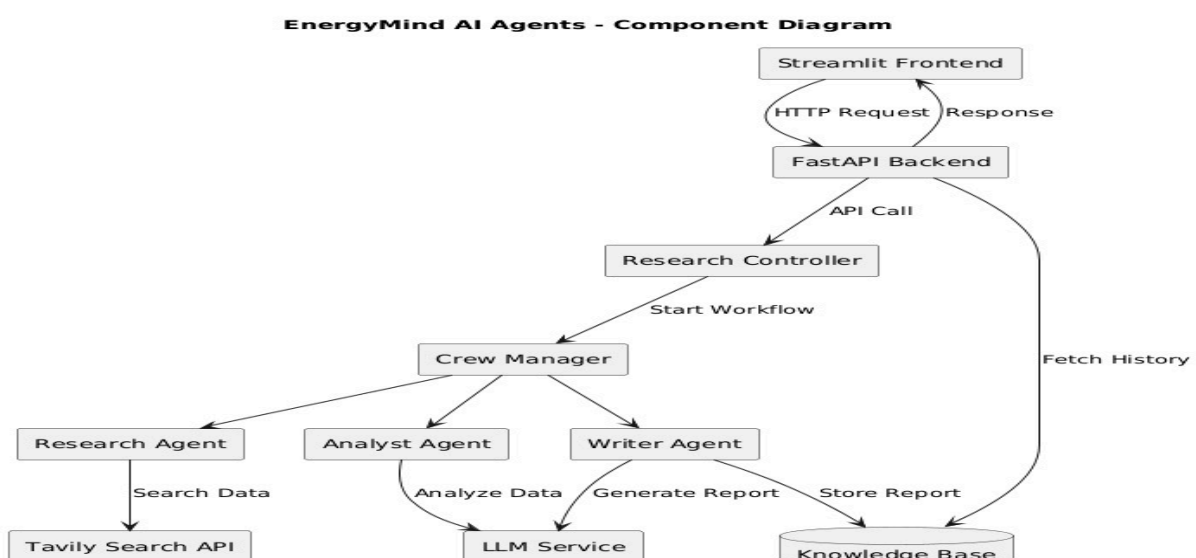 EnergyMind AI Agents - Component Diagram
Streamlit Frontend
HTTP Request
Response
FastAPI Backend
API Call
Research Controller
Start Workflow
Crew Manager
Fetch History
Research Agent
Analyst Agent
Writer Agent
Search Data
Analyze Data
Generate Report
Store Report
Tavily Search API
LLM Service
Knowledge Base